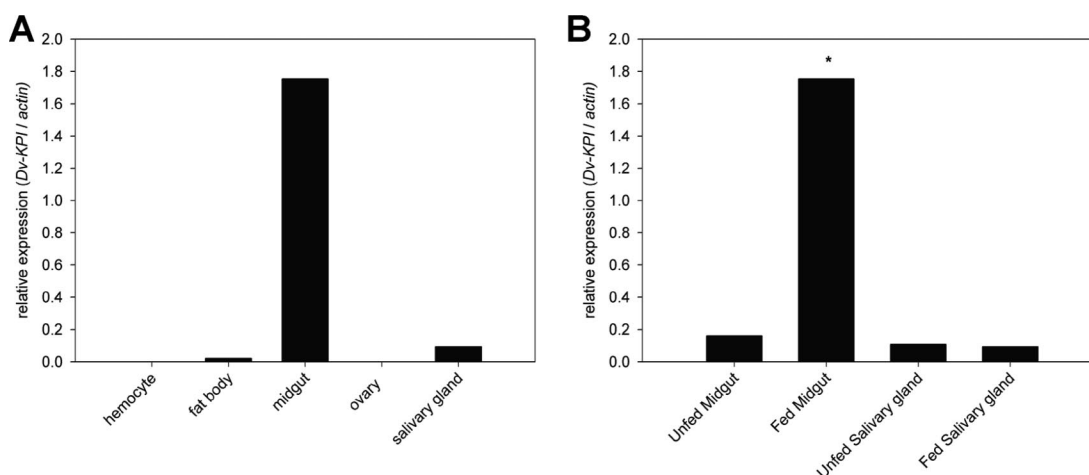 A
relative expression (Dv-KPI / actin)
2.0
1.8
1.6
1.4
1.2
1.0
0.8
0.6
0.4
0.2
0.0
hemocyte
fat body
midgut
ovary
salivary gland
B
relative expression (Dv-KPI / actin)
2.0
1.8
1.6
1.4
1.2
1.0
0.8
0.6
0.4
0.2
0.0
*
Unfed Midgut
Fed Midgut
Unfed Salivary gland
Fed Salivary gland